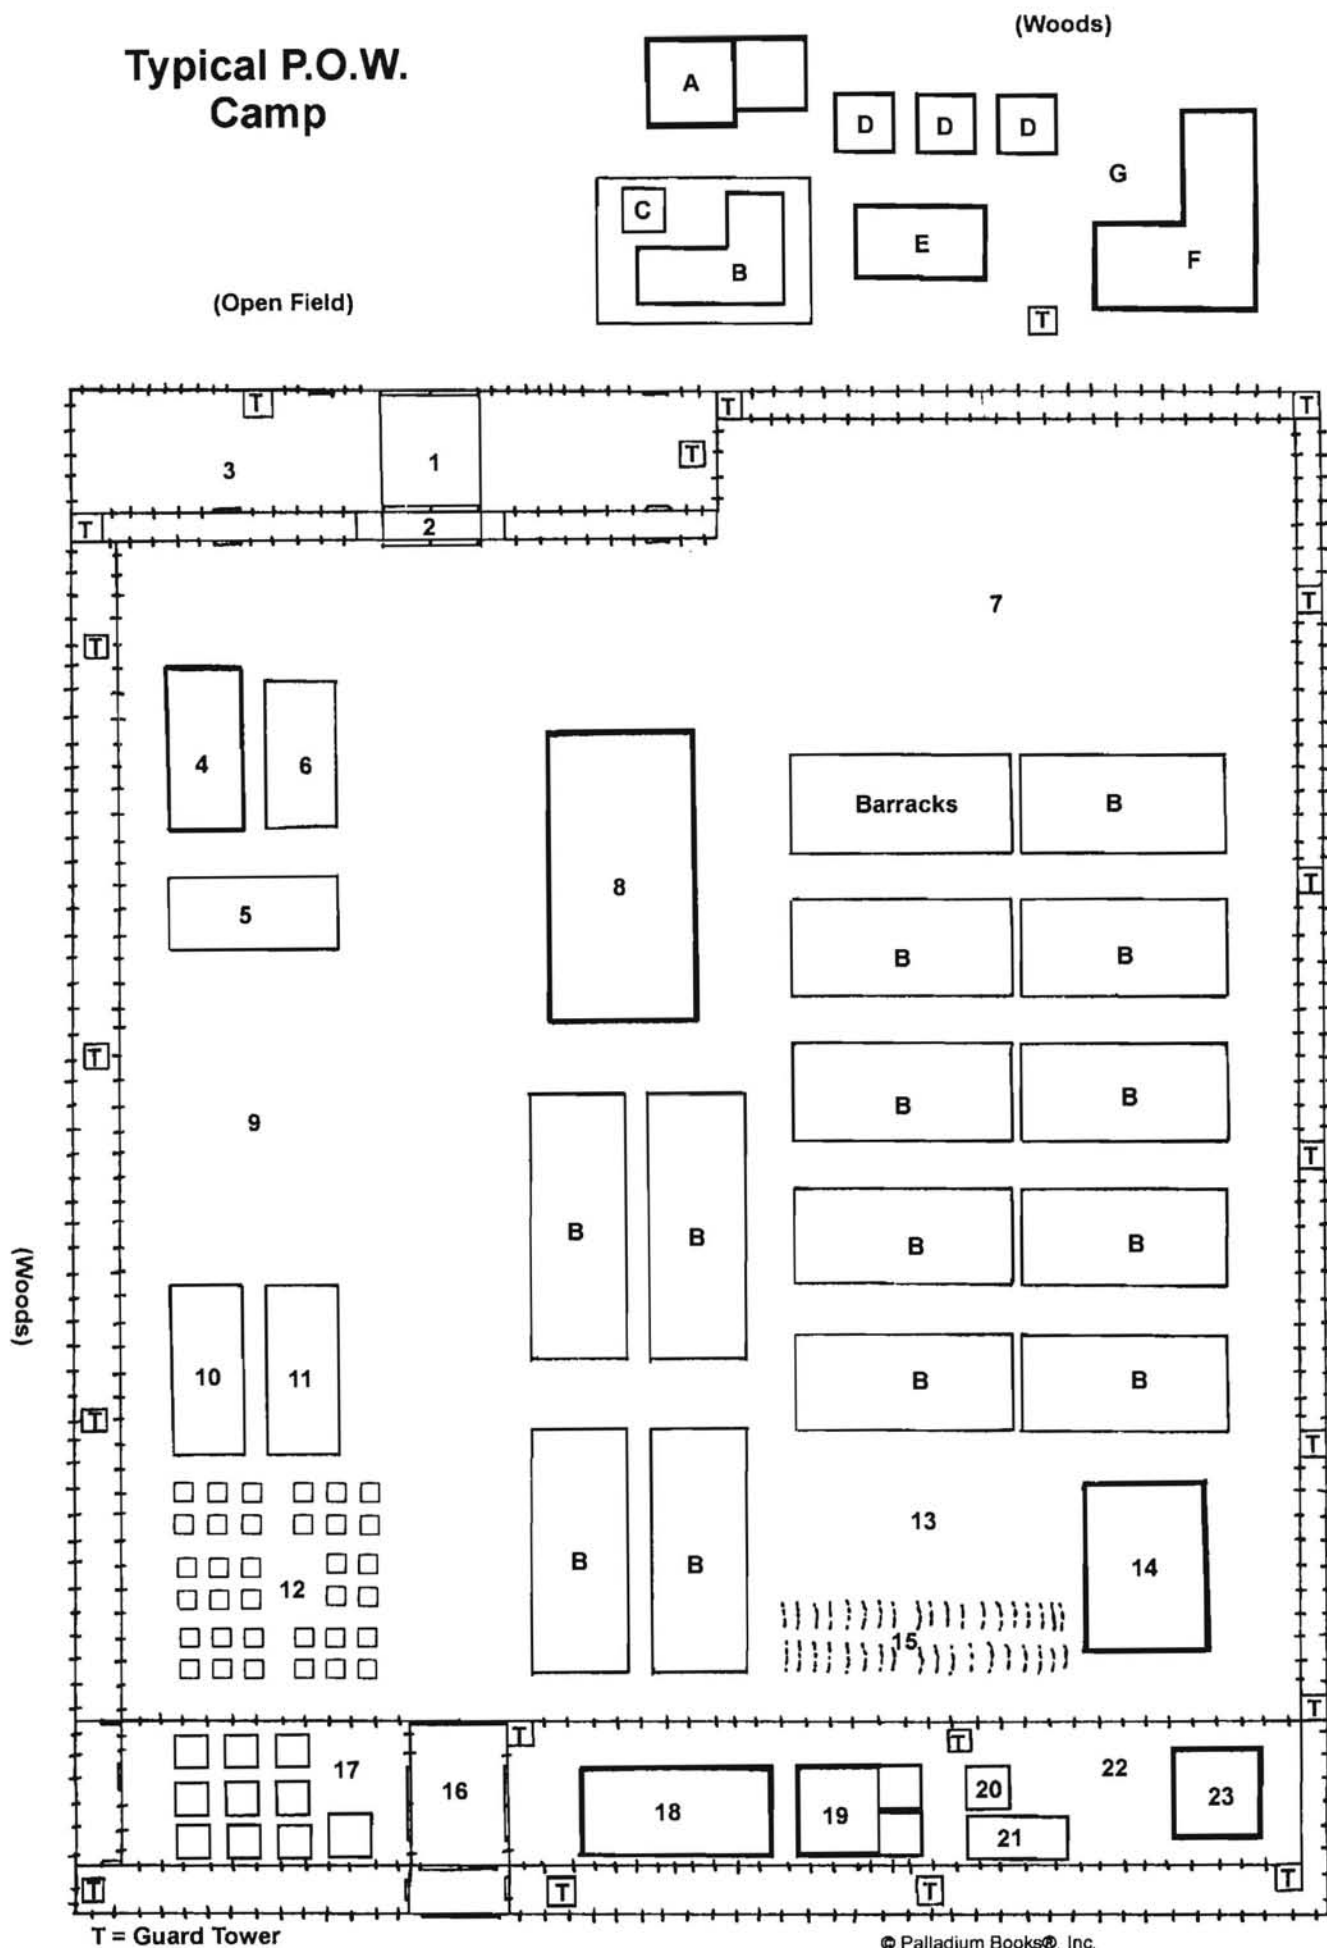 (Woods)
Typical P.O.W.
Camp
A
D D D
G
C
E
B
F
(Open Field)
T
T
T T
T
3
1
T
2
7
T
T
4
6
Barracks
B
T
8
5
B
B
T
B
B
9
T
B
B
B
B
(Woods)
10
11
B
B
T
T
13
B
B
14
12
15
T
T
T
17
22
16
20
23
18
19
21
T
T
T
T
T = Guard Tower
© Palladium Books®, Inc.